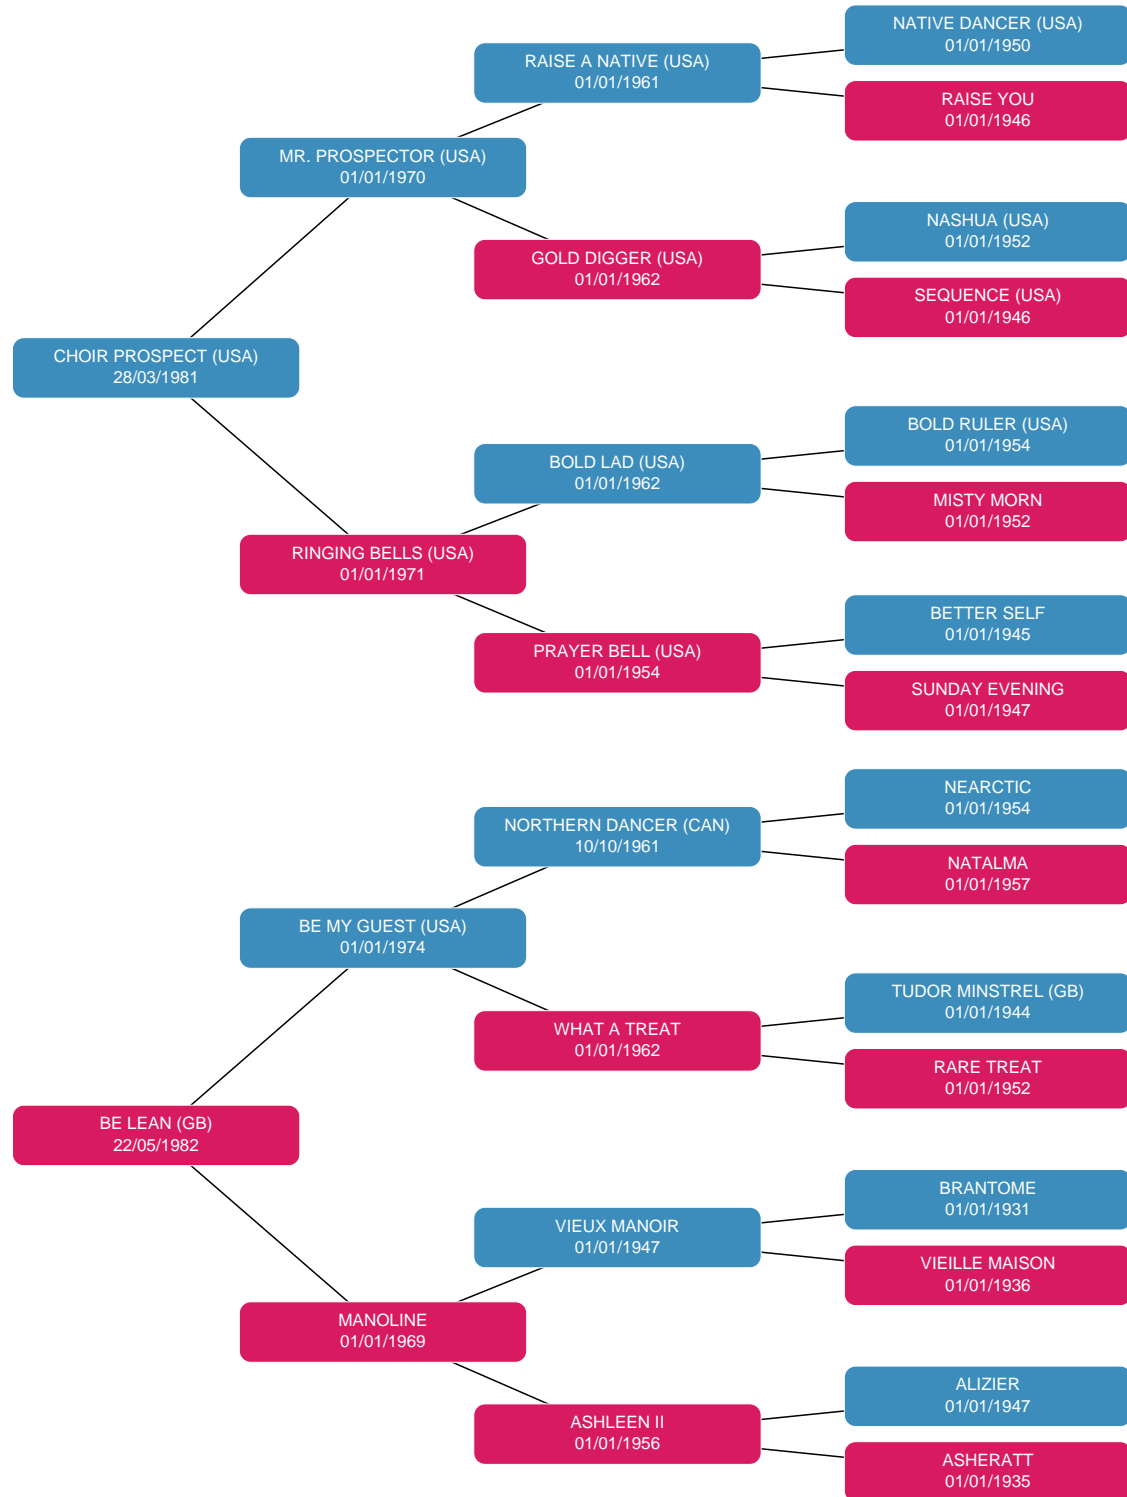 NATIVE DANCER (USA)
01/01/1950
RAISE A NATIVE (USA)
01/01/1961
RAISE YOU
01/01/1946
MR. PROSPECTOR (USA)
01/01/1970
NASHUA (USA)
01/01/1952
GOLD DIGGER (USA)
01/01/1962
SEQUENCE (USA)
01/01/1946
CHOIR PROSPECT (USA)
28/03/1981
BOLD RULER (USA)
01/01/1954
BOLD LAD (USA)
01/01/1962
MISTY MORN
01/01/1952
RINGING BELLS (USA)
01/01/1971
BETTER SELF
01/01/1945
PRAYER BELL (USA)
01/01/1954
SUNDAY EVENING
01/01/1947
NEARCTIC
01/01/1954
NORTHERN DANCER (CAN)
10/10/1961
NATALMA
01/01/1957
BE MY GUEST (USA)
01/01/1974
TUDOR MINSTREL (GB)
01/01/1944
WHAT A TREAT
01/01/1962
RARE TREAT
01/01/1952
BE LEAN (GB)
22/05/1982
BRANTOME
01/01/1931
VIEUX MANOIR
01/01/1947
VIEILLE MAISON
01/01/1936
MANOLINE
01/01/1969
ALIZIER
01/01/1947
ASHLEEN II
01/01/1956
ASHERATT
01/01/1935